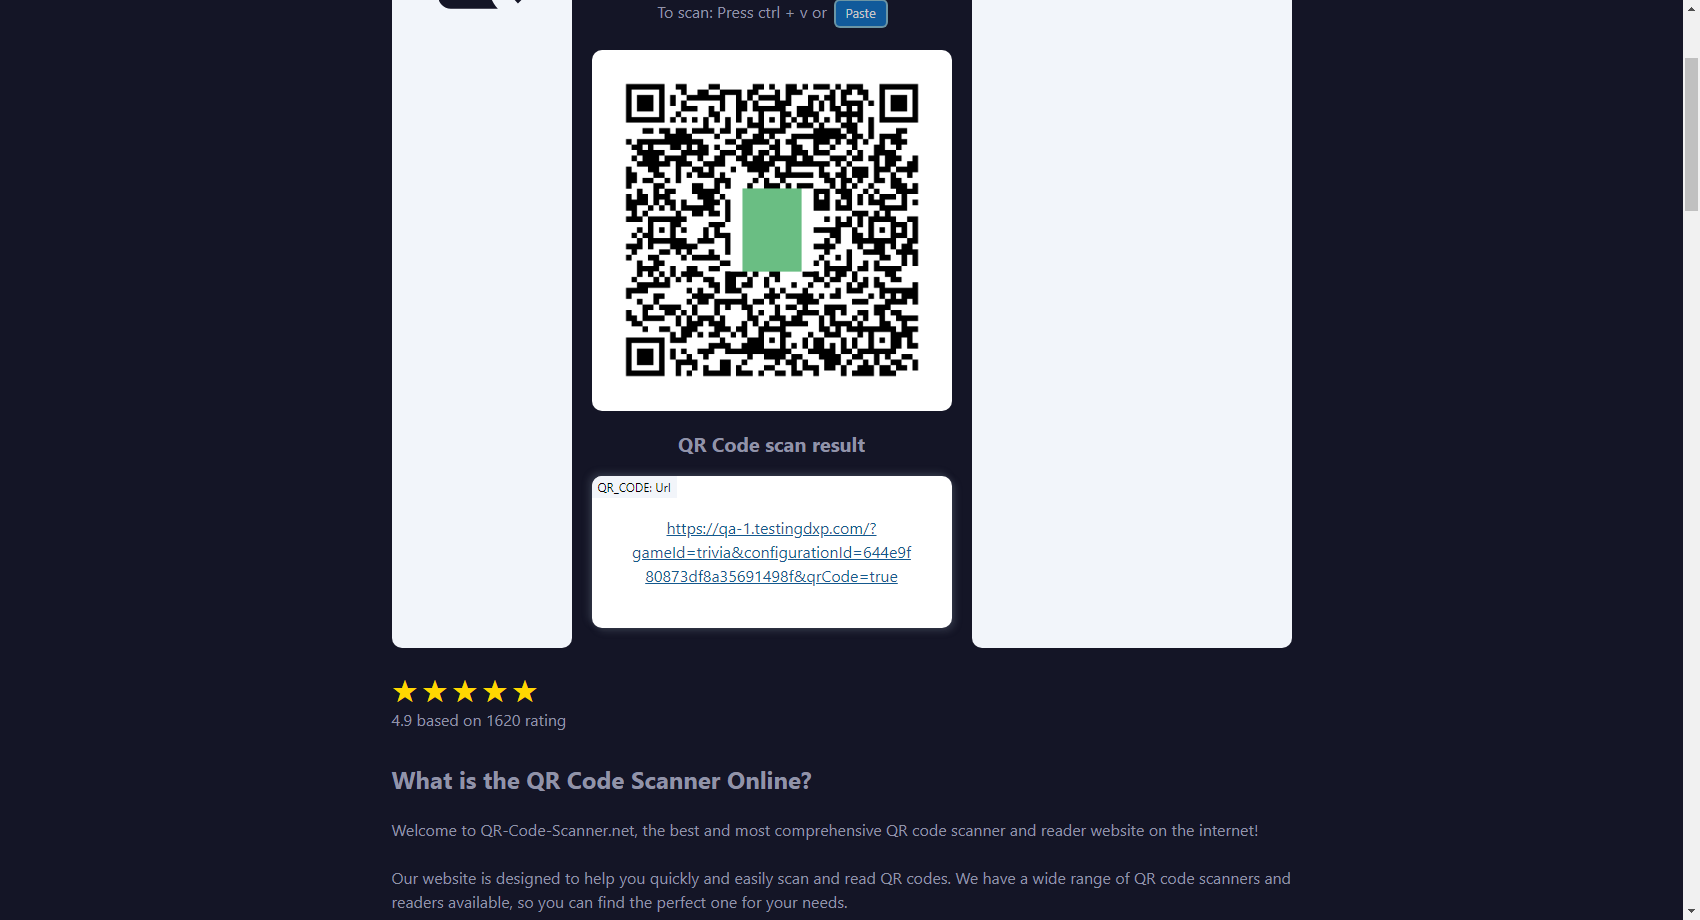 To scan: Press ctrl + v or Paste
QR Code scan result
QR_CODE: Url
https://qa-1.testingdxp.com/?
gameId=trivia&configurationId=644e9f
80873df8a35691498f&qrCode=true
4.9 based on 1620 rating
What is the QR Code Scanner Online?
Welcome to QR-Code-Scanner.net, the best and most comprehensive QR code scanner and reader website on the internet!
Our website is designed to help you quickly and easily scan and read QR codes. We have a wide range of QR code scanners and
readers available, so you can find the perfect one for your needs.